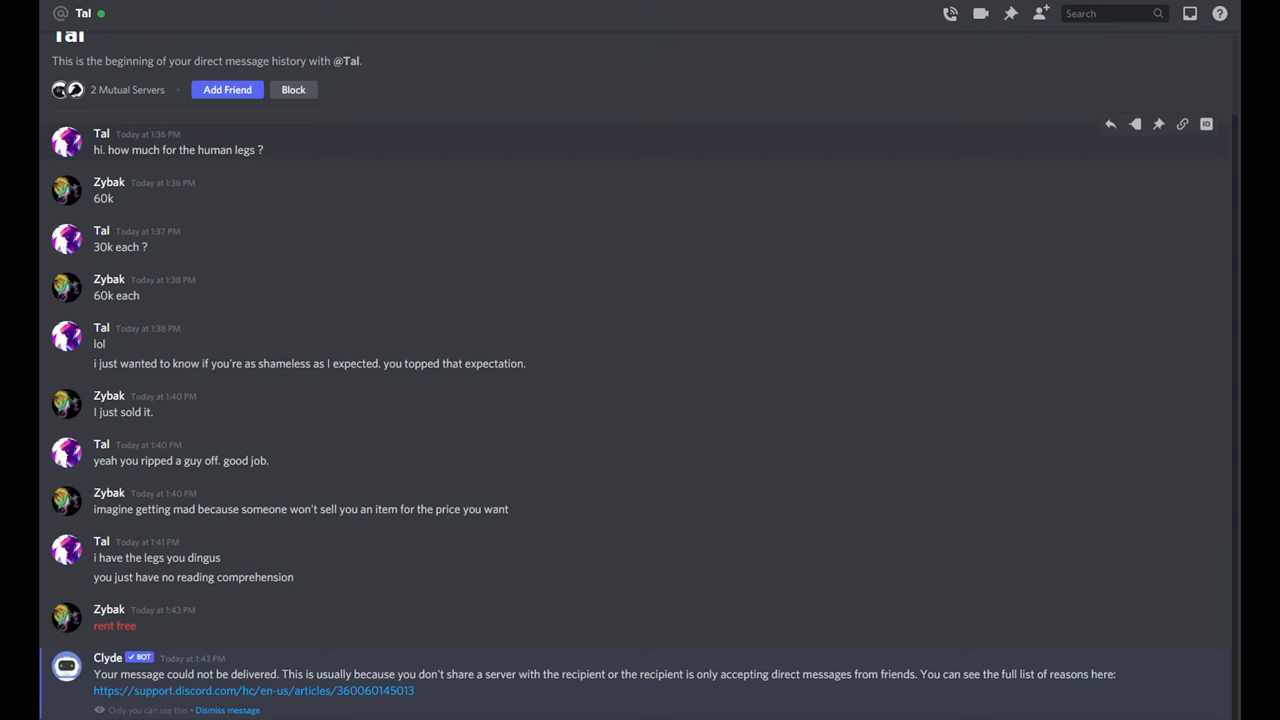 @ Tal
Search
Tal
This is the beginning of your direct message history with @Tal.
2 Mutual Servers • Add Friend Block
Tal Today at 1:36 PM
hi. how much for the human legs ?
ID
Zybak Today at 1:36 PM
60k
Tal Today at 1:37 PM
30k each ?
Zybak Today at 1:38 PM
60k each
Tal Today at 1:38 PM
lol
i just wanted to know if you're as shameless as I expected. you topped that expectation.
Zybak Today at 1:40 PM
I just sold it.
Tal Today at 1:40 PM
yeah you ripped a guy off. good job.
Zybak Today at 1:40 PM
imagine getting mad because someone won't sell you an item for the price you want
Tal Today at 1:41 PM
i have the legs you dingus
you just have no reading comprehension
Zybak Today at 1:43 PM
rent free
Clyde ✓ BOT Today at 1:43 PM
Your message could not be delivered. This is usually because you don't share a server with the recipient or the recipient is only accepting direct messages from friends. You can see the full list of reasons here:
https://support.discord.com/hc/en-us/articles/360060145013
Only you can see this • Dismiss message